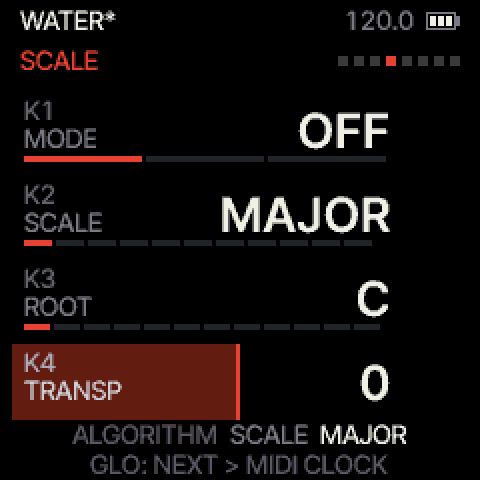 WATER* 120.0
SCALE
K1
MODE OFF
K2
SCALE MAJOR
K3
ROOT C
K4
TRANSP 0
ALGORITHM SCALE MAJOR
GLO: NEXT > MIDI CLOCK